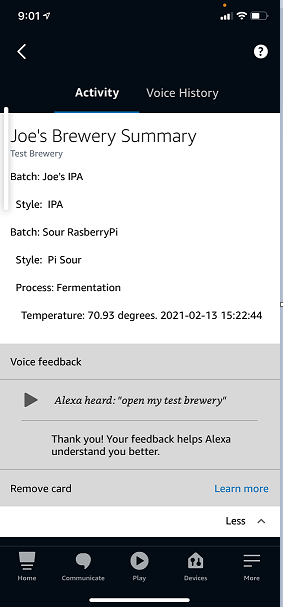 9:01
?
Activity Voice History
Joe's Brewery Summary
Test Brewery
Batch: Joe's IPA
Style: IPA
Batch: Sour RasberryPi
Style: Pi Sour
Process: Fermentation
Temperature: 70.93 degrees. 2021-02-13 15:22:44
Voice feedback
Alexa heard: "open my test brewery"
Thank you! Your feedback helps Alexa
understand you better.
Remove card Learn more
Less
Home Communicate Play Devices More